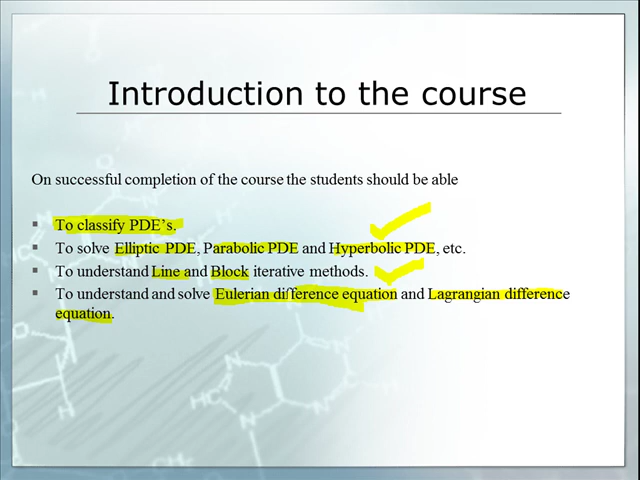 Introduction to the course
On successful completion of the course the students should be able
▪ To classify PDE’s.
▪ To solve Elliptic PDE, Parabolic PDE and Hyperbolic PDE, etc.
▪ To understand Line and Block iterative methods.
▪ To understand and solve Eulerian difference equation and Lagrangian difference
equation.